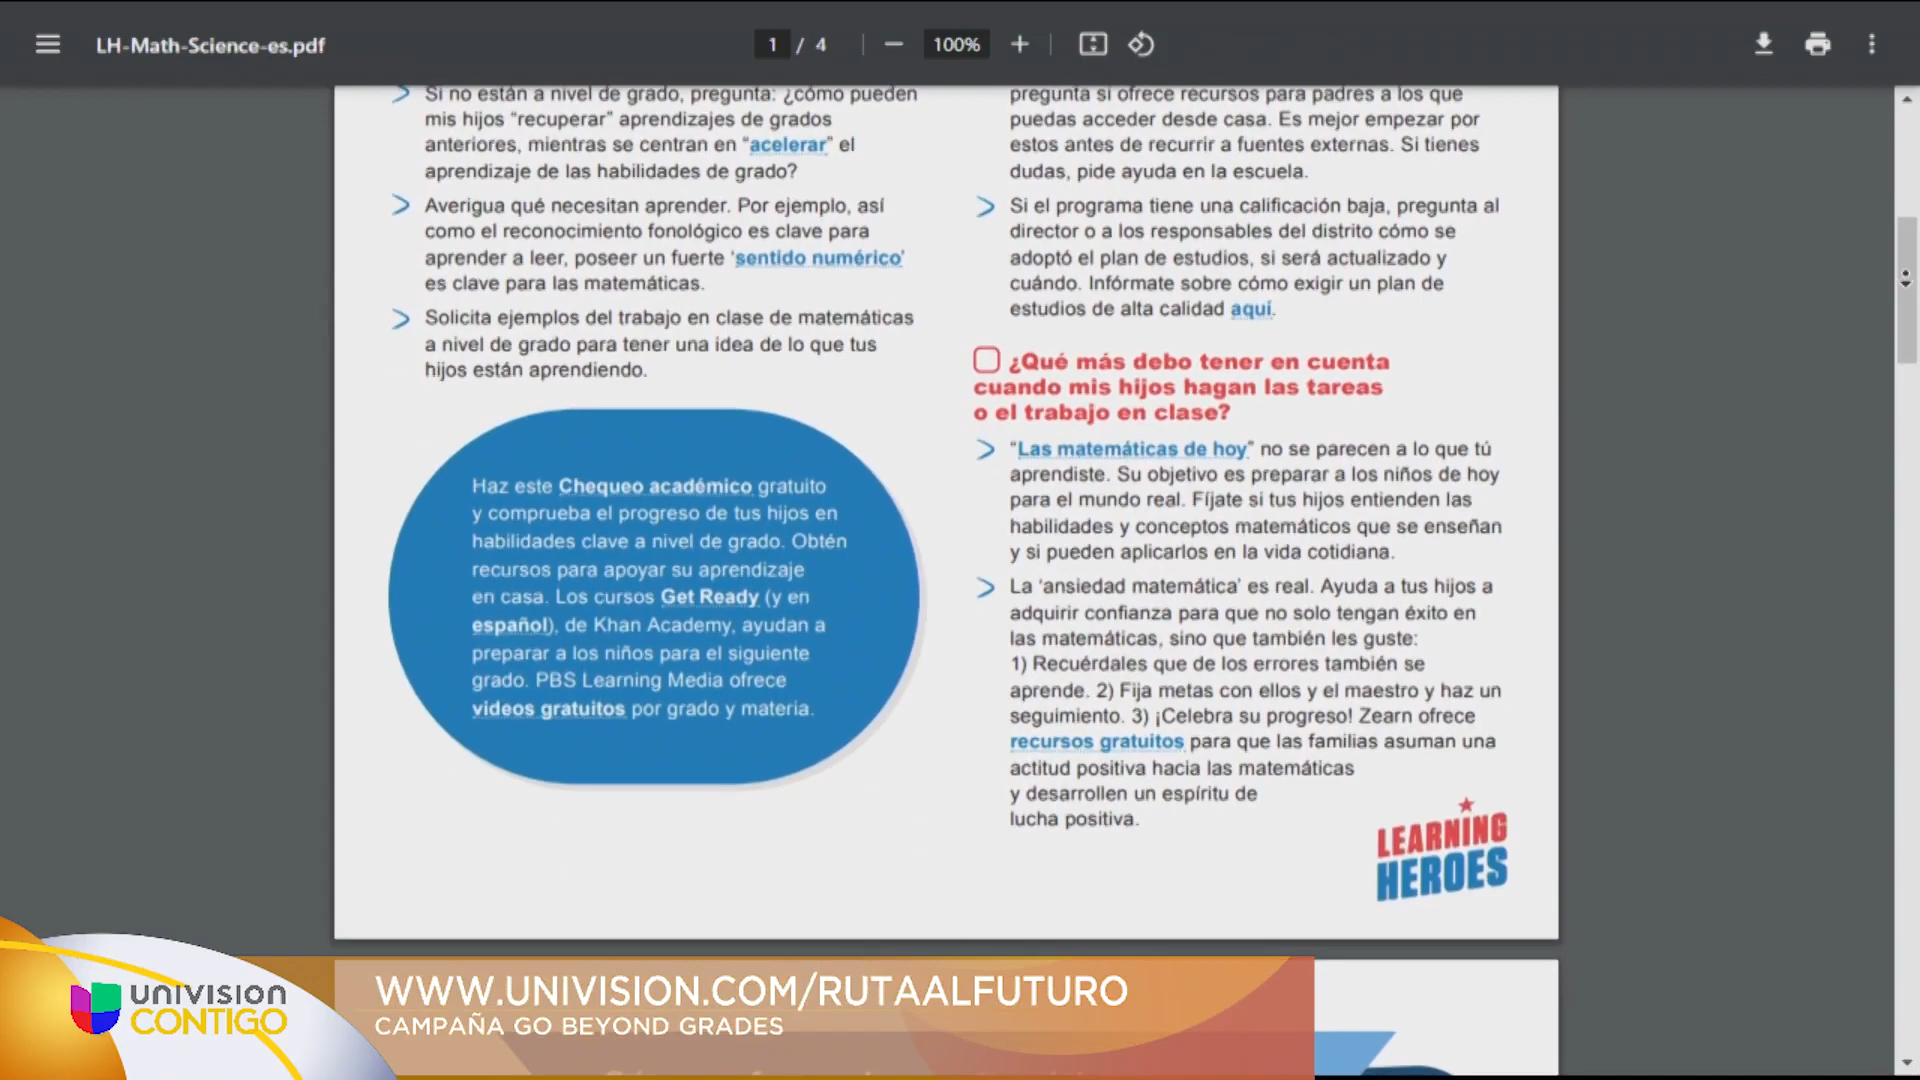 LH-Math-Science-es.pdf
1 / 4
100%
Si no están a nivel de grado, pregunta: ¿cómo pueden
mis hijos “recuperar” aprendizajes de grados
anteriores, mientras se centran en “acelerar” el
aprendizaje de las habilidades de grado?
Averigua qué necesitan aprender. Por ejemplo, así
como el reconocimiento fonológico es clave para
aprender a leer, poseer un fuerte ‘sentido numérico’
es clave para las matemáticas.
Solicita ejemplos del trabajo en clase de matemáticas
a nivel de grado para tener una idea de lo que tus
hijos están aprendiendo.
Haz este Chequeo académico gratuito
y comprueba el progreso de tus hijos en
habilidades clave a nivel de grado. Obtén
recursos para apoyar su aprendizaje
en casa. Los cursos Get Ready (y en
español), de Khan Academy, ayudan a
preparar a los niños para el siguiente
grado. PBS Learning Media ofrece
videos gratuitos por grado y materia.
pregunta si ofrece recursos para padres a los que
puedas acceder desde casa. Es mejor empezar por
estos antes de recurrir a fuentes externas. Si tienes
dudas, pide ayuda en la escuela.
Si el programa tiene una calificación baja, pregunta al
director o a los responsables del distrito cómo se
adoptó el plan de estudios, si será actualizado y
cuándo. Infórmate sobre cómo exigir un plan de
estudios de alta calidad aquí.
¿Qué más debo tener en cuenta
cuando mis hijos hagan las tareas
o el trabajo en clase?
“Las matemáticas de hoy” no se parecen a lo que tú
aprendiste. Su objetivo es preparar a los niños de hoy
para el mundo real. Fíjate si tus hijos entienden las
habilidades y conceptos matemáticos que se enseñan
y si pueden aplicarlos en la vida cotidiana.
La ‘ansiedad matemática’ es real. Ayuda a tus hijos a
adquirir confianza para que no solo tengan éxito en
las matemáticas, sino que también les guste:
1) Recuérdales que de los errores también se
aprende. 2) Fija metas con ellos y el maestro y haz un
seguimiento. 3) ¡Celebra su progreso! Zearn ofrece
recursos gratuitos para que las familias asuman una
actitud positiva hacia las matemáticas
y desarrollen un espíritu de
lucha positiva.
LEARNING
HEROES
UNIVISION
CONTIGO
WWW.UNIVISION.COM/RUTAALFUTURO
CAMPAÑA GO BEYOND GRADES